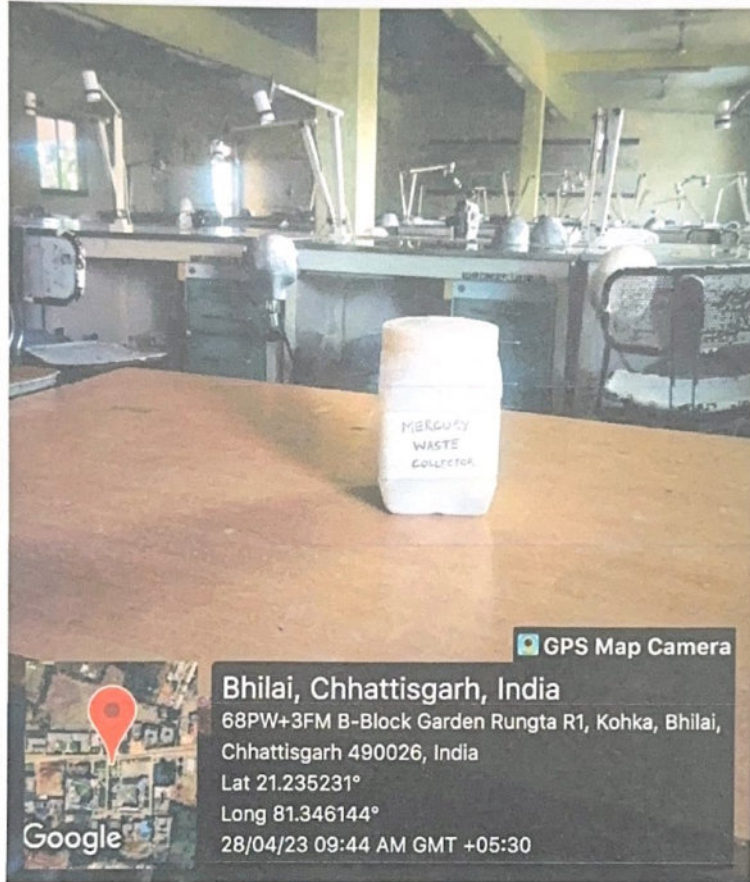 MERCURY
WASTE
COLLECTOR
GPS Map Camera
Bhilai, Chhattisgarh, India
68PW+3FM B-Block Garden Rungta R1, Kohka, Bhilai,
Chhattisgarh 490026, India
Lat 21.235231°
Long 81.346144°
28/04/23 09:44 AM GMT +05:30
Google